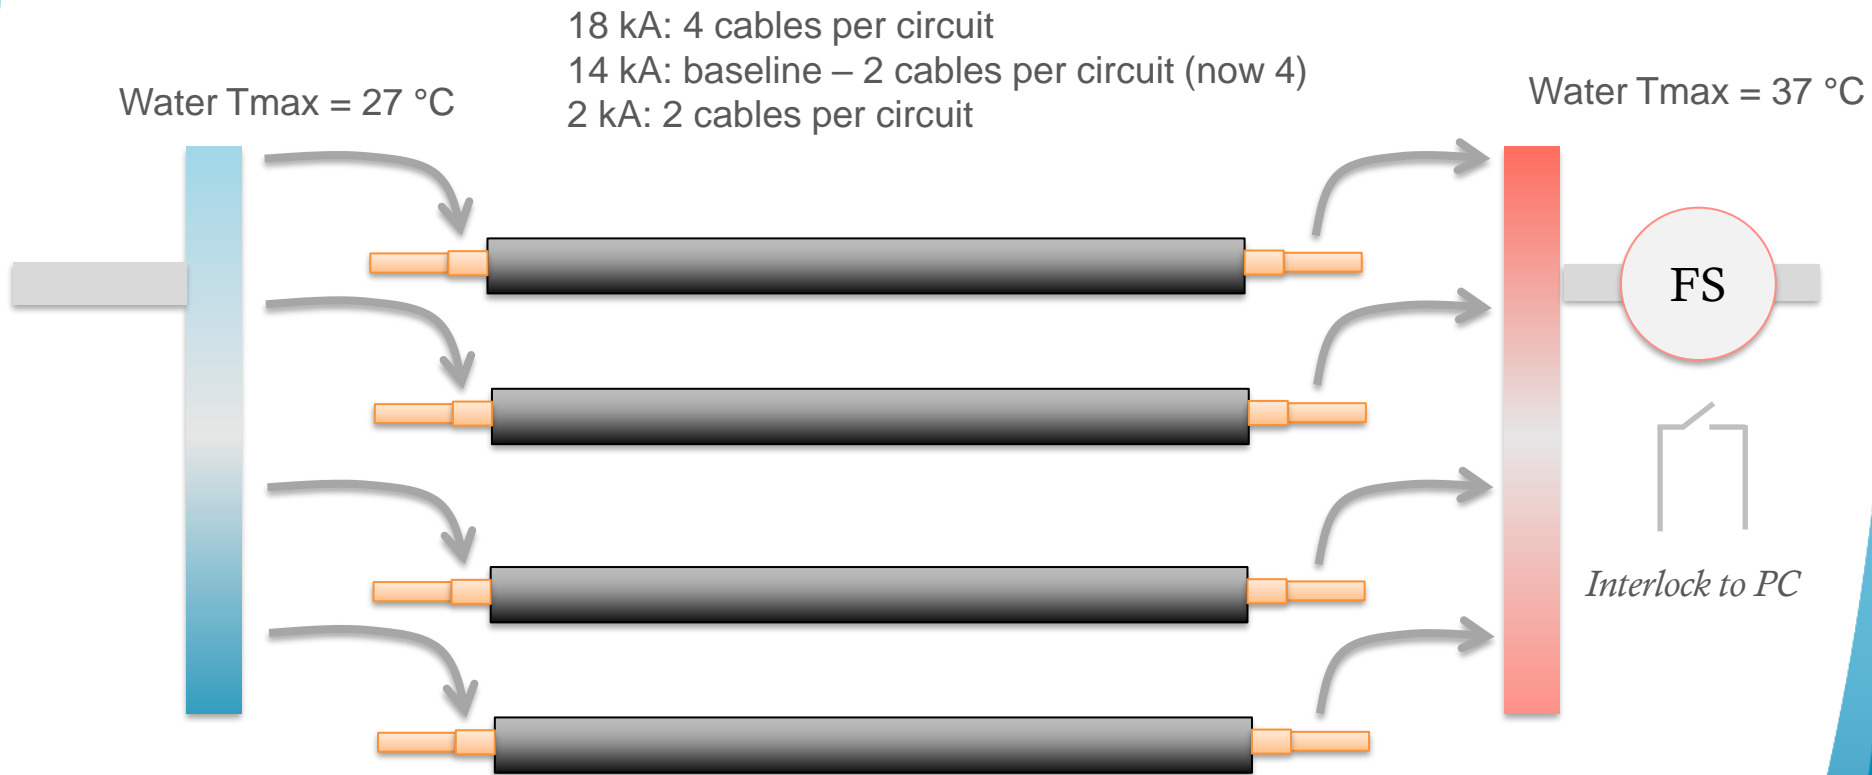 18 kA: 4 cables per circuit
14 kA: baseline – 2 cables per circuit (now 4)
2 kA: 2 cables per circuit
Water Tmax = 27 °C
Water Tmax = 37 °C
FS
Interlock to PC